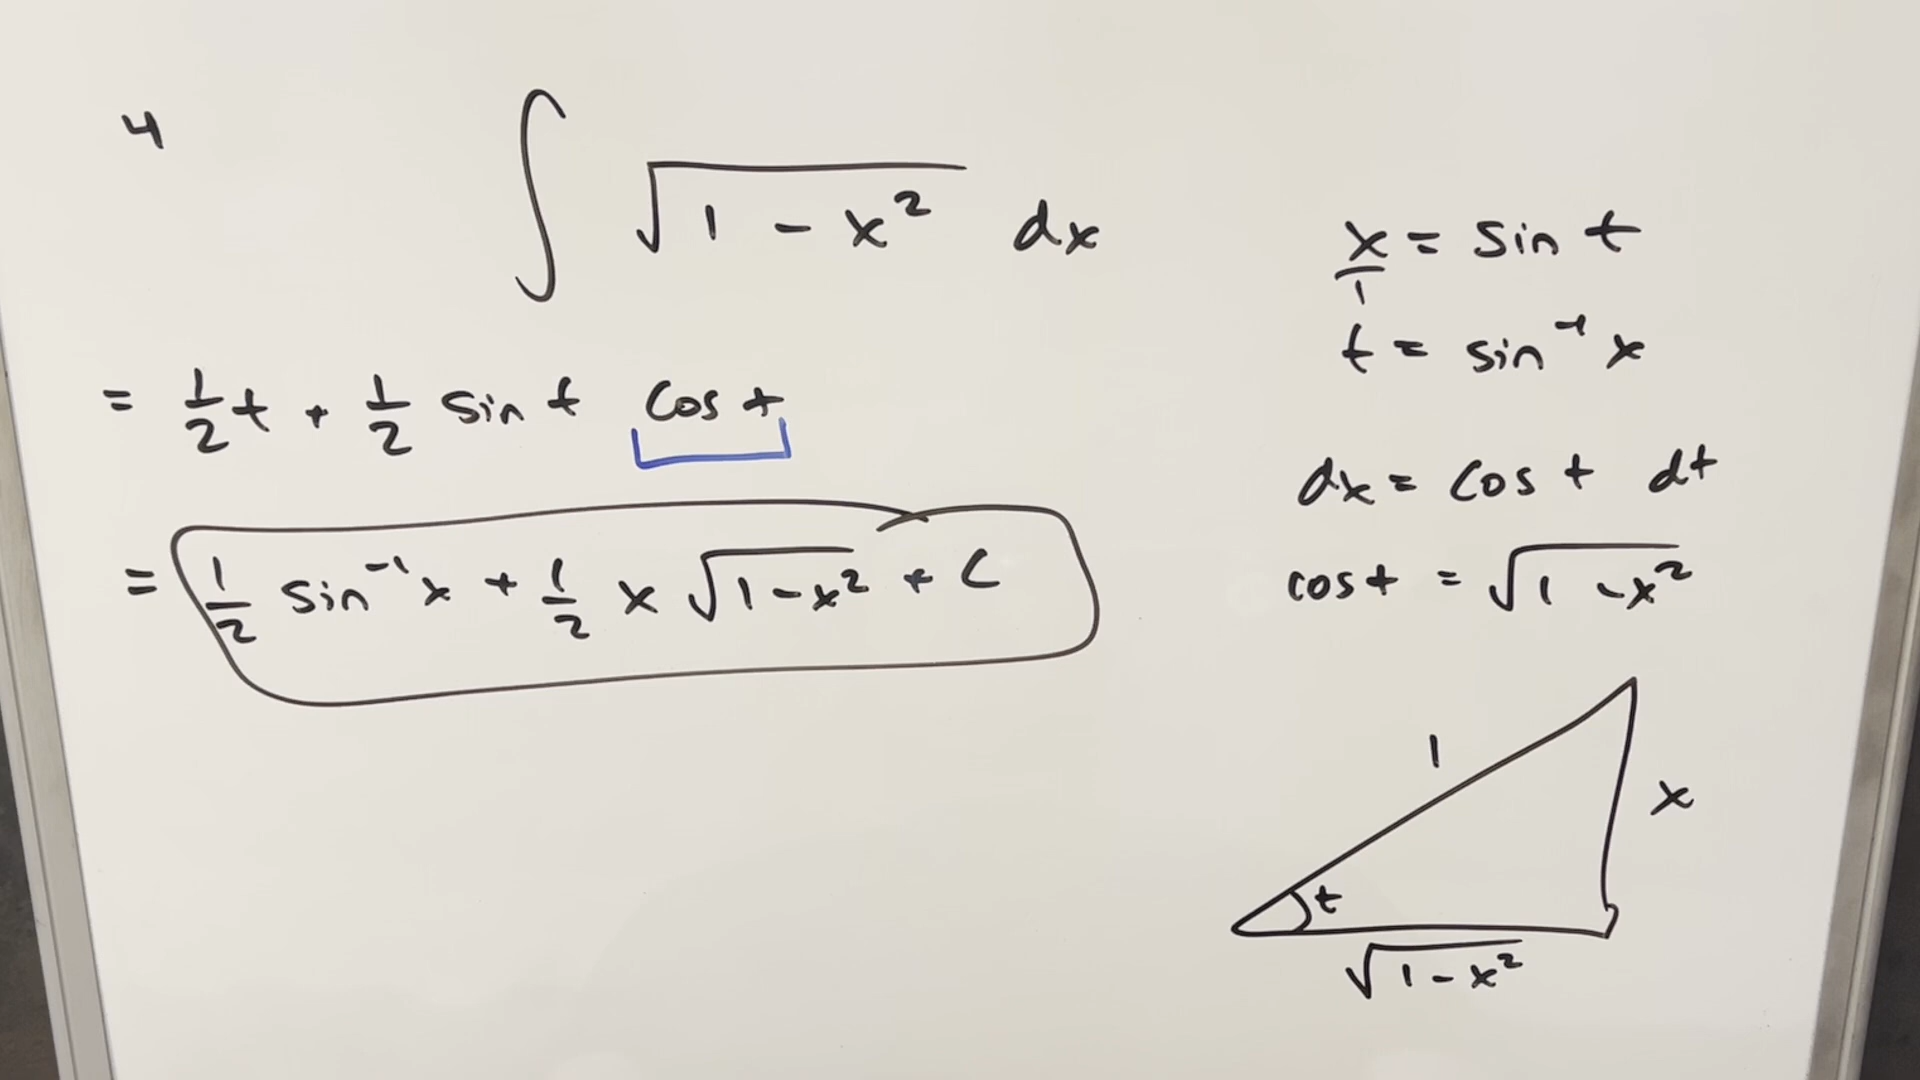 4
∫ √(1 - x²) dx
= 1/2 t + 1/2 sin t cos t
= 1/2 sin⁻¹ x + 1/2 x √(1-x²) + C
x/1 = sin t
t = sin⁻¹ x
dx = cos t dt
cos t = √(1 - x²)
1
x
t
√(1-x²)